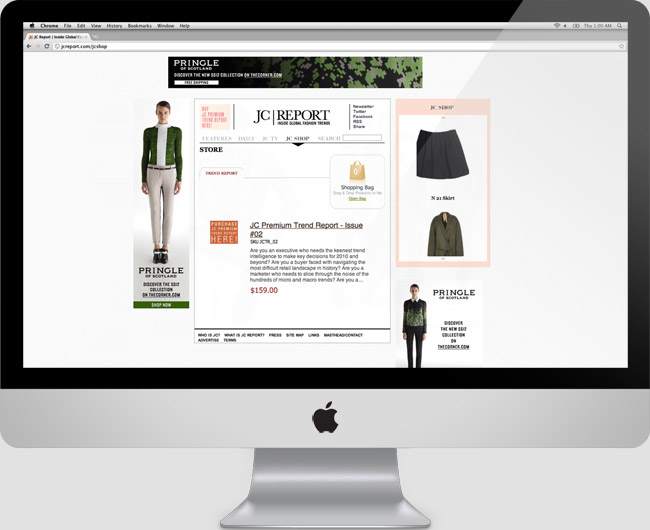 Chrome File Edit View History Bookmarks Window Help
Thu 1:00 AM
JC Report / Inside Global
jcreport.com/jcshop
PRINGLE
OF SCOTLAND
DISCOVER THE NEW SS12 COLLECTION ON THECORNER.COM
FREE SHIPPING
BUY
JC PREMIUM
TREND REPORT
HERE!
JC REPORT
INSIDE GLOBAL FASHION TRENDS
Newsletter
Twitter
Facebook
RSS
Share
FEATURES DAILY JC TV JC SHOP SEARCH
STORE
TREND REPORT
0
Shopping Bag
Drag & Drop Products to Me
Open Bag
PURCHASE
JC PREMIUM
TREND REPORT
HERE!
JC Premium Trend Report - Issue
#02
SKU JCTR_02
Are you an executive who needs the keenest trend
intelligence to make key decisions for 2010 and
beyond? Are you a buyer faced with navigating the
most difficult retail landscape in history? Are you a
marketer who needs to slice through the noise of the
hundreds of micro and macro trends? Are you a...
$159.00
WHO IS JC? WHAT IS JC REPORT? PRESS SITE MAP LINKS MASTHEAD/CONTACT
ADVERTISE TERMS
PRINGLE
OF SCOTLAND
DISCOVER THE
NEW SS12
COLLECTION
ON THECORNER.COM
SHOP NOW
JC SHOP
N 21 Skirt
PRINGLE
OF SCOTLAND
DISCOVER
THE NEW SS12
COLLECTION
ON
THECORNER.COM